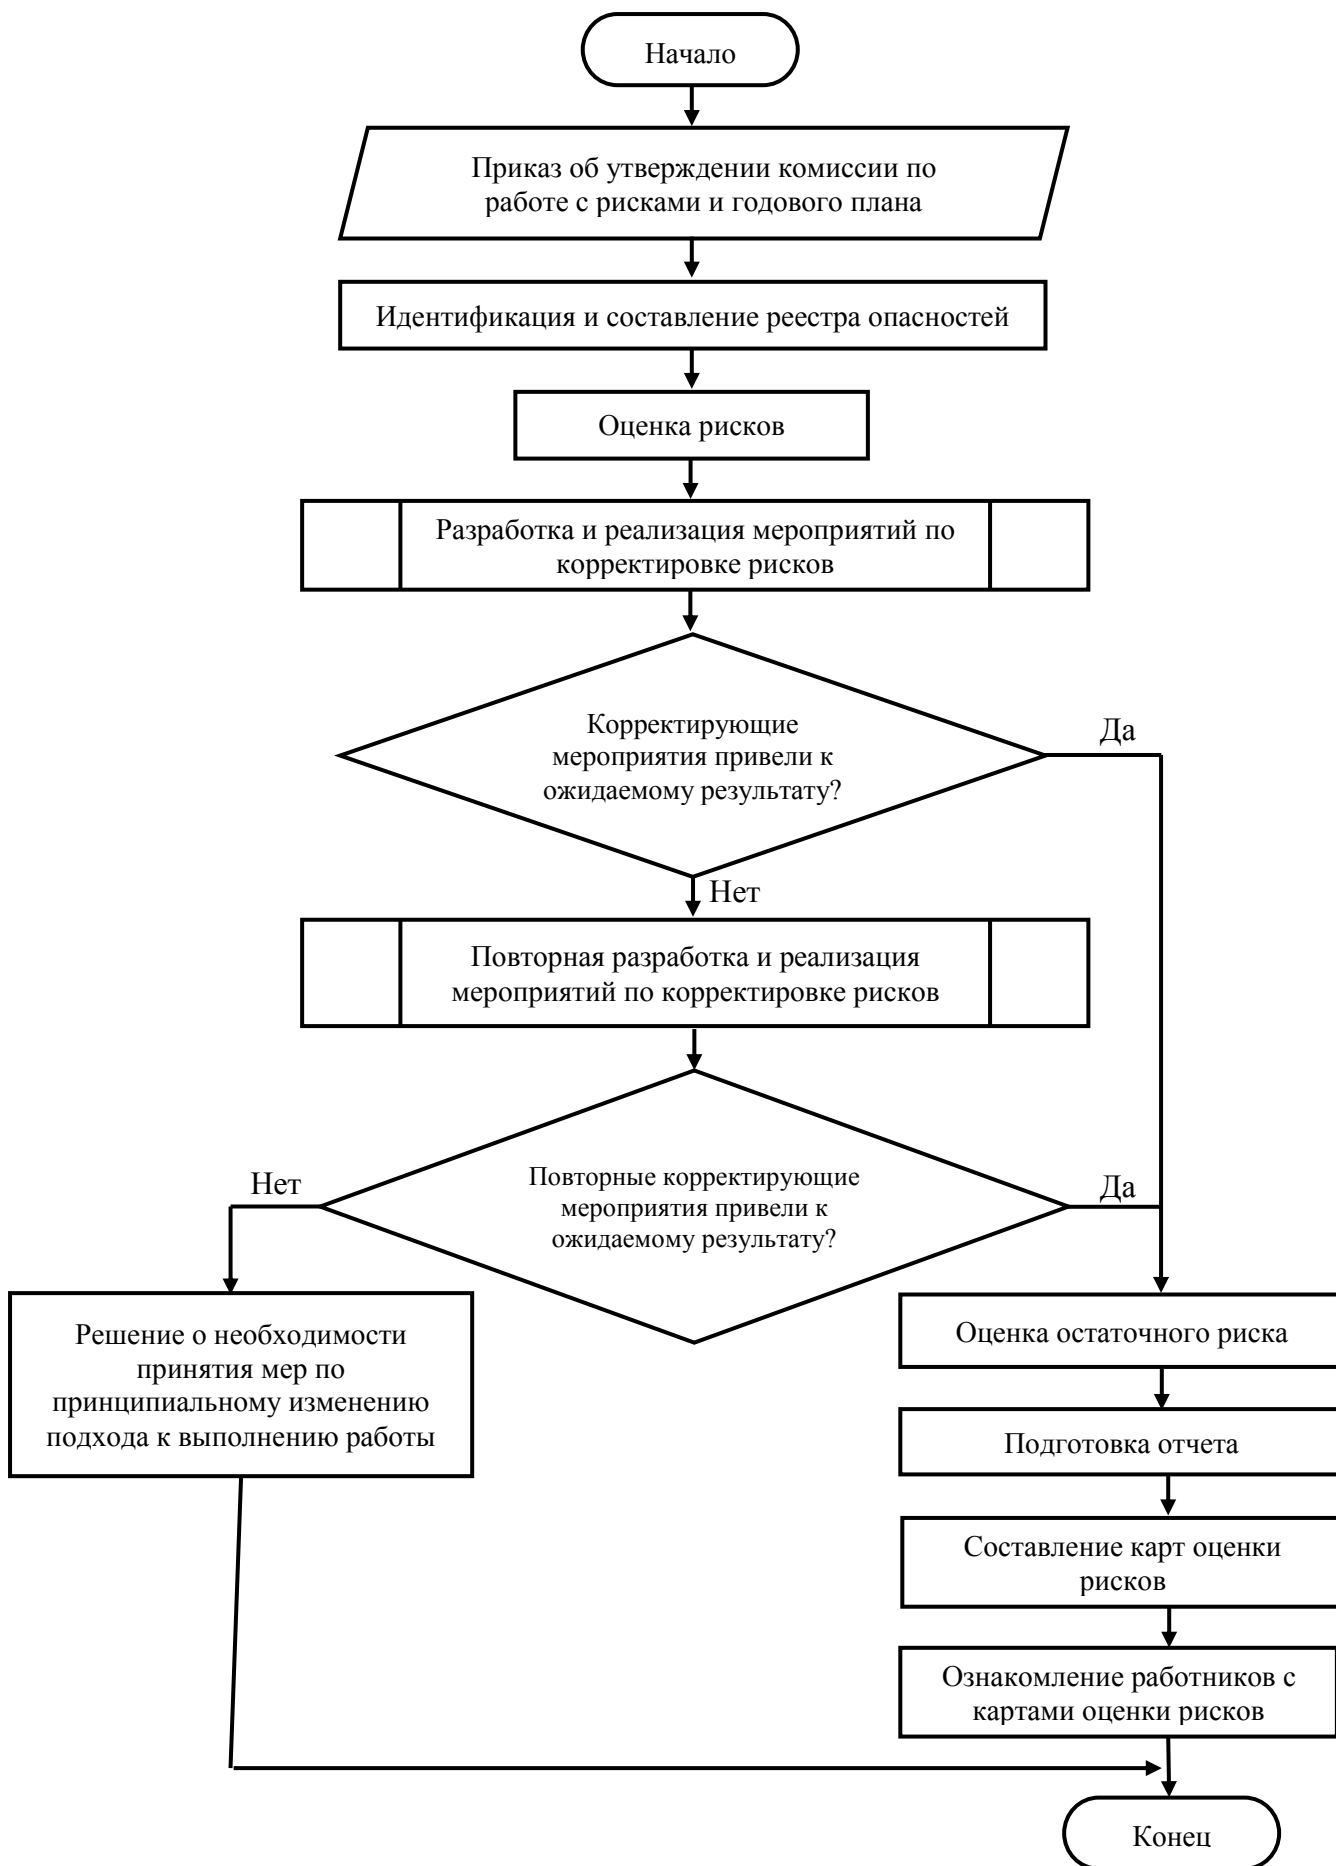 Начало
Приказ об утверждении комиссии по
работе с рисками и годового плана
Идентификация и составление реестра опасностей
Оценка рисков
Разработка и реализация мероприятий по
корректировке рисков
Корректирующие
мероприятия привели к
ожидаемому результату?
Да
Нет
Повторная разработка и реализация
мероприятий по корректировке рисков
Повторные корректирующие
мероприятия привели к
ожидаемому результату?
Нет
Да
Решение о необходимости
принятия мер по
принципиальному изменению
подхода к выполнению работы
Оценка остаточного риска
Подготовка отчета
Составление карт оценки
рисков
Ознакомление работников с
картами оценки рисков
Конец